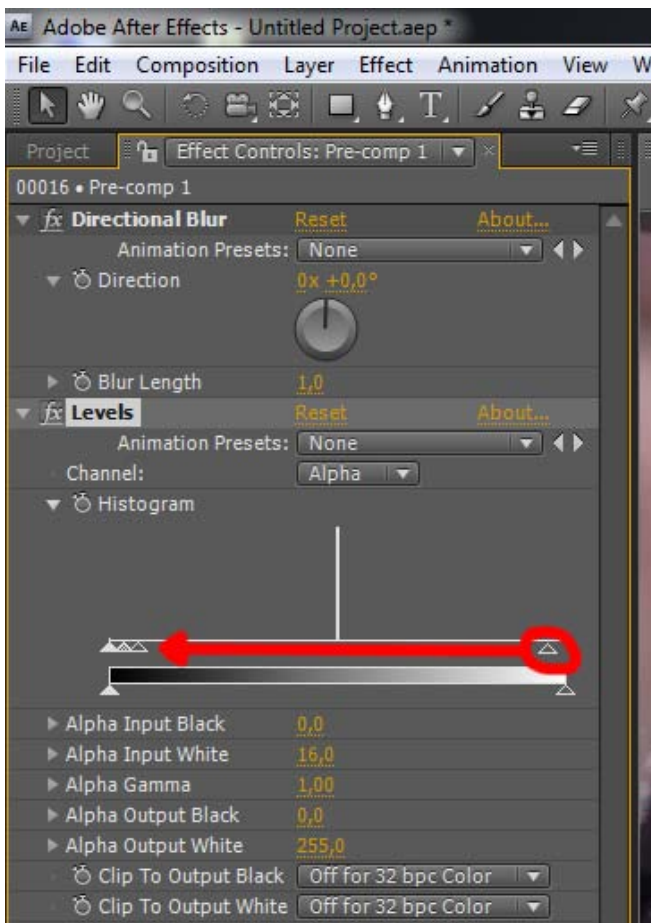 AE Adobe After Effects - Untitled Project.aep *
File Edit Composition Layer Effect Animation View W
T
Project Effect Controls: Pre-comp 1 ×
00016 • Pre-comp 1
fx Directional Blur Reset About...
Animation Presets: None
Direction 0x +0,0°
Blur Length 1,0
fx Levels Reset About...
Animation Presets: None
Channel: Alpha
Histogram
Alpha Input Black 0,0
Alpha Input White 16,0
Alpha Gamma 1,00
Alpha Output Black 0,0
Alpha Output White 255,0
Clip To Output Black Off for 32 bpc Color
Clip To Output White Off for 32 bpc Color